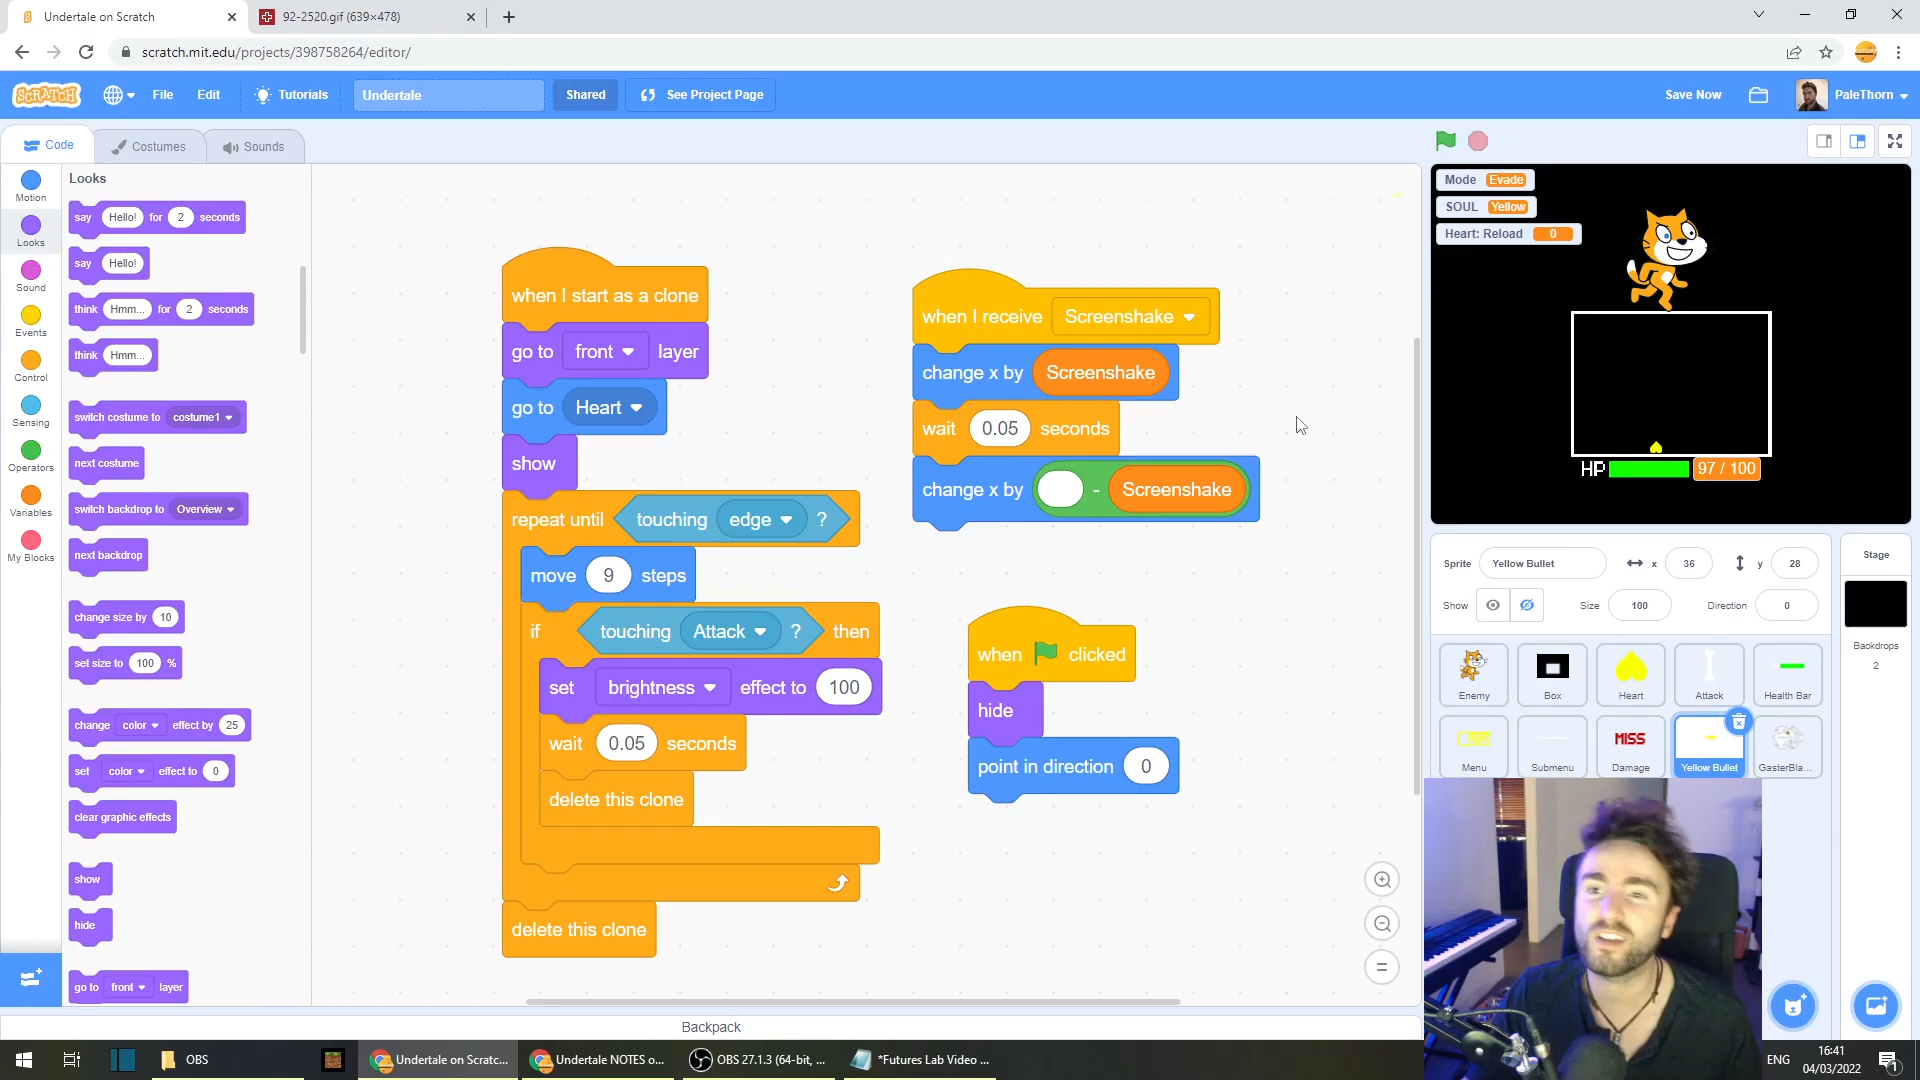 Undertale on Scratch
92-2520.gif (639×478)
scratch.mit.edu/projects/398758264/editor/
SCRATCH
File
Edit
Tutorials
Undertale
Shared
See Project Page
Save Now
PaleThorn
Code
Costumes
Sounds
Motion
Looks
Sound
Events
Control
Sensing
Operators
Variables
My Blocks
Looks
say Hello! for 2 seconds
say Hello!
think Hmm... for 2 seconds
think Hmm...
switch costume to costume1
next costume
switch backdrop to Overview
next backdrop
change size by 10
set size to 100 %
change color effect by 25
set color effect to 0
clear graphic effects
show
hide
go to front layer
when I start as a clone
go to front layer
go to Heart
show
repeat until touching edge ?
move 9 steps
if touching Attack ? then
set brightness effect to 100
wait 0.05 seconds
delete this clone
delete this clone
when I receive Screenshake
change x by Screenshake
wait 0.05 seconds
change x by - Screenshake
when clicked
hide
point in direction 0
Backpack
Mode Evade
SOUL Yellow
Heart: Reload 0
HP 97 / 100
Sprite Yellow Bullet x 36 y 28
Show Size 100 Direction 0
Enemy
Box
Heart
Attack
Health Bar
Menu
Submenu
MISS
Damage
Yellow Bullet
GasterBla...
Stage
Backdrops
2
OBS
Undertale on Scratc...
Undertale NOTES o...
OBS 27.1.3 (64-bit, ...
*Futures Lab Video ...
ENG
16:41
04/03/2022
1